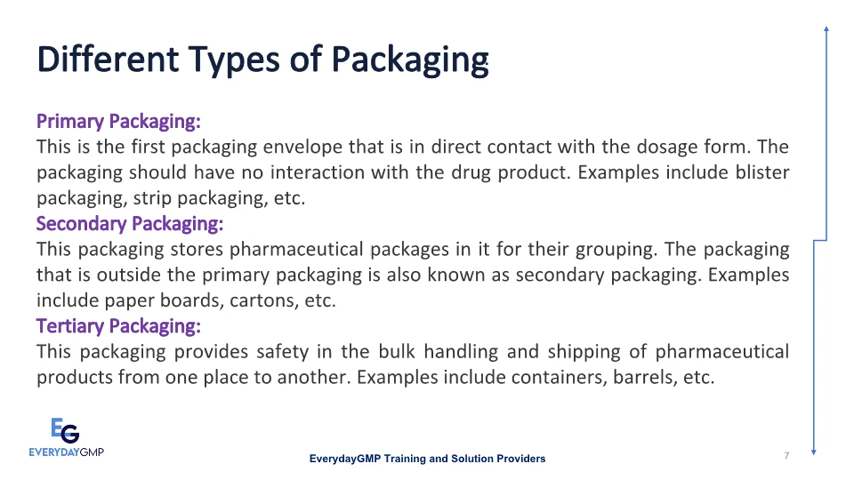 Different Types of Packaging
Primary Packaging:
This is the first packaging envelope that is in direct contact with the dosage form. The
packaging should have no interaction with the drug product. Examples include blister
packaging, strip packaging, etc.
Secondary Packaging:
This packaging stores pharmaceutical packages in it for their grouping. The packaging
that is outside the primary packaging is also known as secondary packaging. Examples
include paper boards, cartons, etc.
Tertiary Packaging:
This packaging provides safety in the bulk handling and shipping of pharmaceutical
products from one place to another. Examples include containers, barrels, etc.
EG
EVERYDAYGMP
EverydayGMP Training and Solution Providers
7